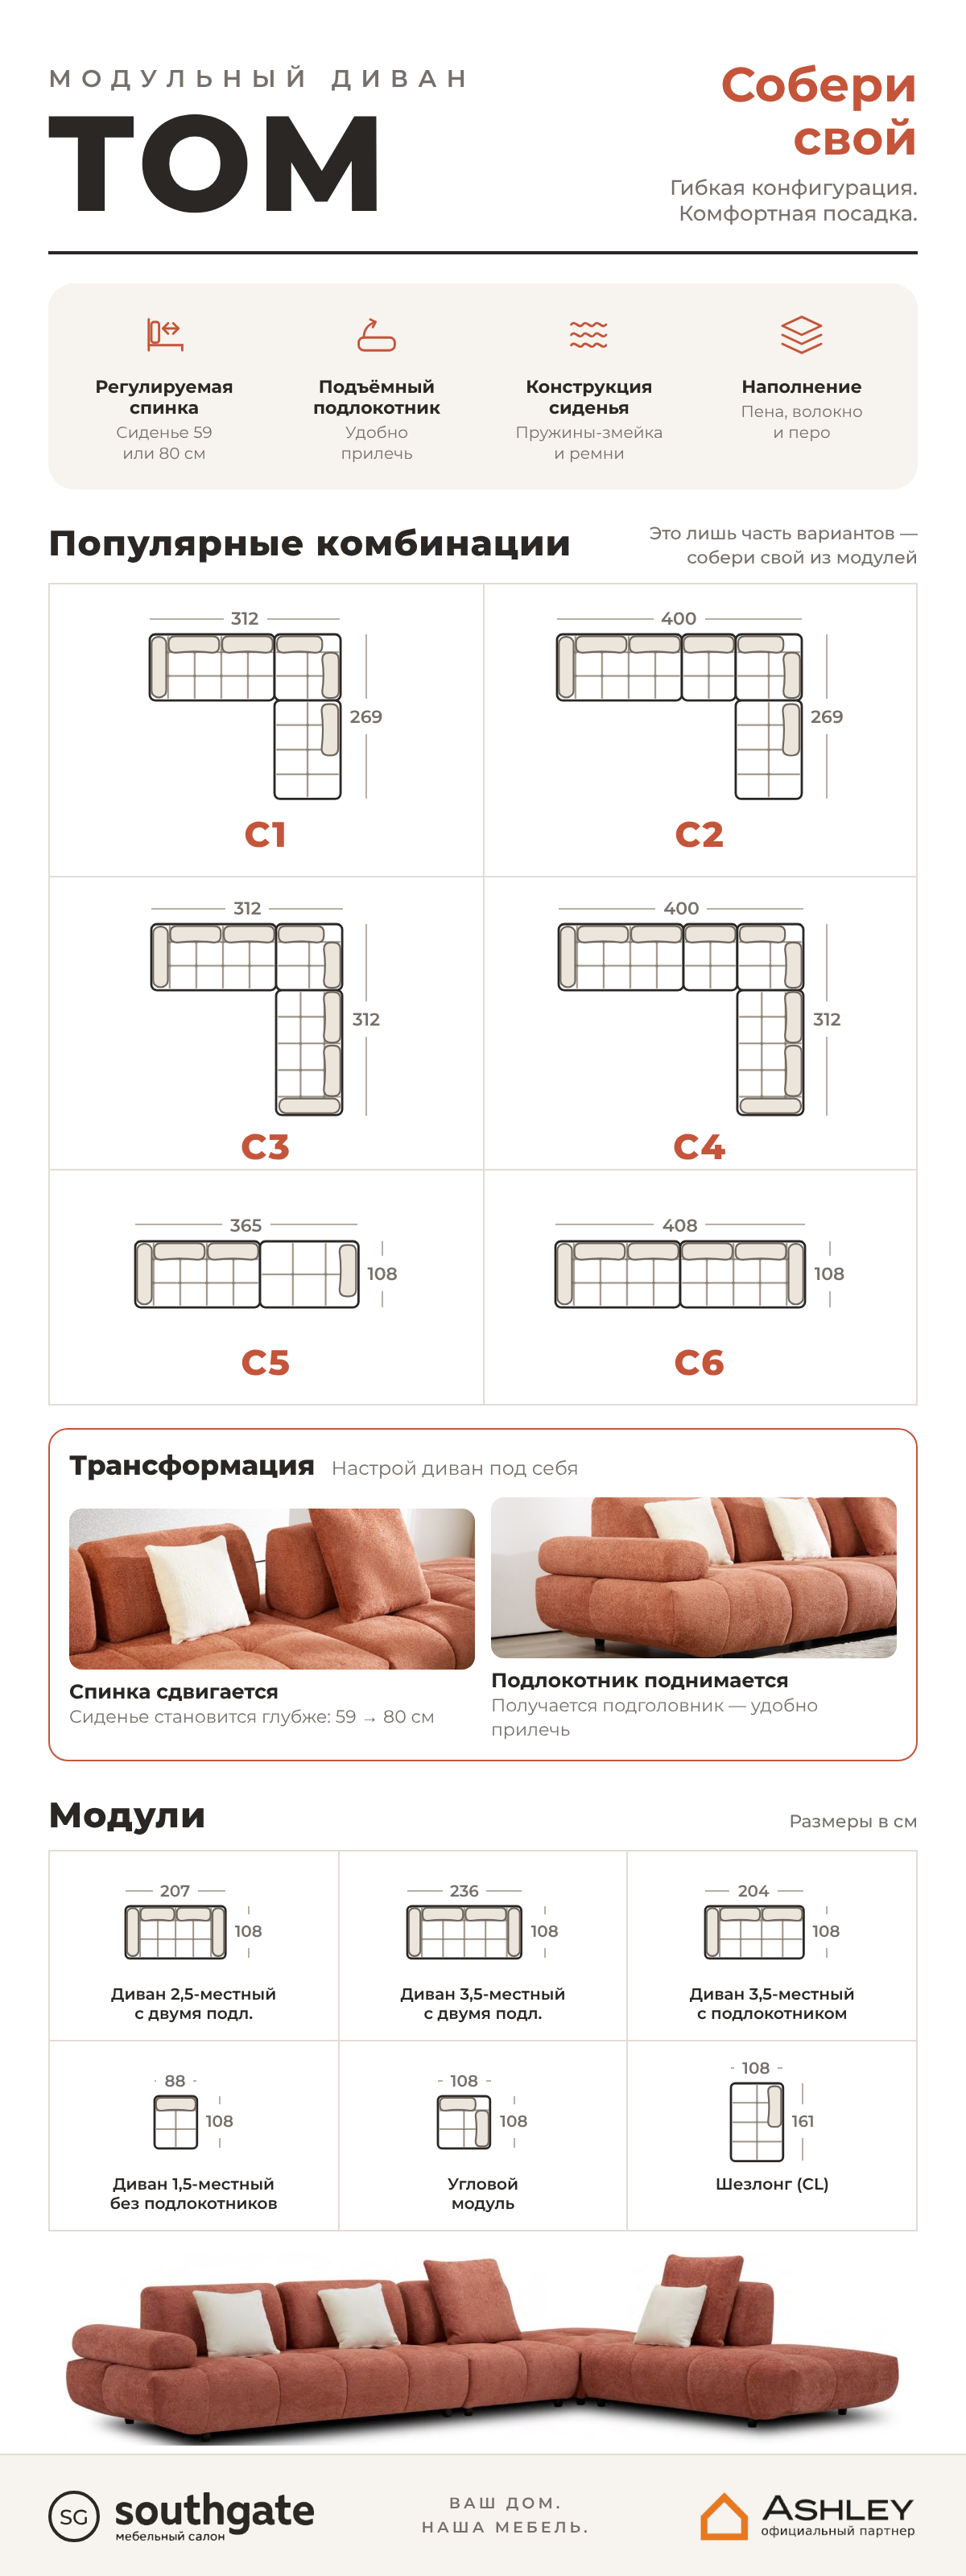 МОДУЛЬНЫЙ ДИВАН
ТОМ
Собери
свой
Гибкая конфигурация.
Комфортная посадка.
Регулируемая
спинка
Сиденье 59
или 80 см
Подъёмный
подлокотник
Удобно
прилечь
Конструкция
сиденья
Пружины-змейка
и ремни
Наполнение
Пена, волокно
и перо
Популярные комбинации
Это лишь часть вариантов —
собери свой из модулей
312
269
C1
400
269
C2
312
312
C3
400
312
C4
365
108
C5
408
108
C6
Трансформация
Настрой диван под себя
Спинка сдвигается
Сиденье становится глубже: 59 → 80 см
Подлокотник поднимается
Получается подголовник — удобно
прилечь
Модули
Размеры в см
207
108
Диван 2,5-местный
с двумя подл.
236
108
Диван 3,5-местный
с двумя подл.
204
108
Диван 3,5-местный
с подлокотником
88
108
Диван 1,5-местный
без подлокотников
108
108
Угловой
модуль
108
161
Шезлонг (CL)
SG
southgate
мебельный салон
ВАШ ДОМ.
НАША МЕБЕЛЬ.
ASHLEY
официальный партнер